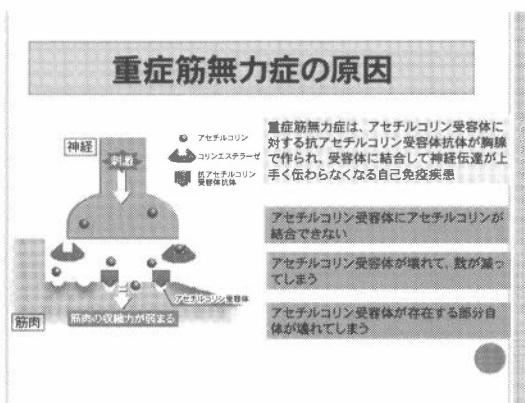 重症筋無力症の原因
神経
刺激
アセチルコリン
コリンエステラーゼ
抗アセチルコリン
受容体抗体
アセチルコリン受容体
筋肉
筋肉の収縮力が弱まる
重症筋無力症は、アセチルコリン受容体に
対する抗アセチルコリン受容体抗体が胸腺
で作られ、受容体に結合して神経伝達が上
手く伝わらなくなる自己免疫疾患
アセチルコリン受容体にアセチルコリンが
結合できない
アセチルコリン受容体が壊れて、数が減っ
てしまう
アセチルコリン受容体が存在する部分自
体が壊れてしまう